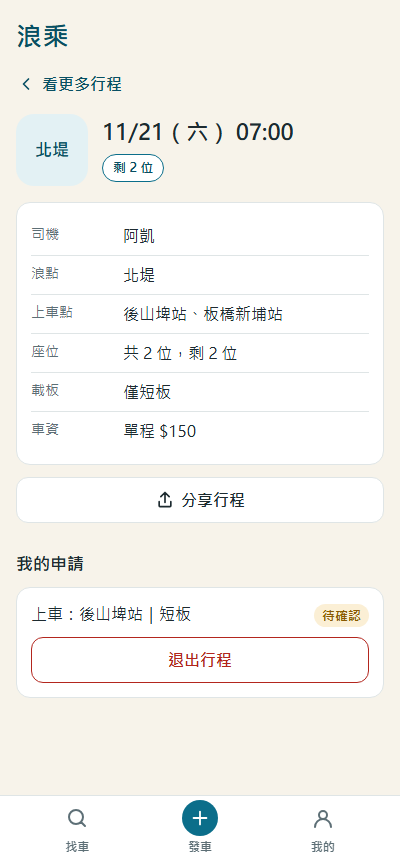 浪乘
看更多行程
北堤
11/21（六）07:00
剩 2 位
司機 阿凱
浪點 北堤
上車點 後山埤站、板橋新埔站
座位 共 2 位，剩 2 位
載板 僅短板
車資 單程 $150
分享行程
我的申請
上車：後山埤站 | 短板
待確認
退出行程
找車 發車 我的